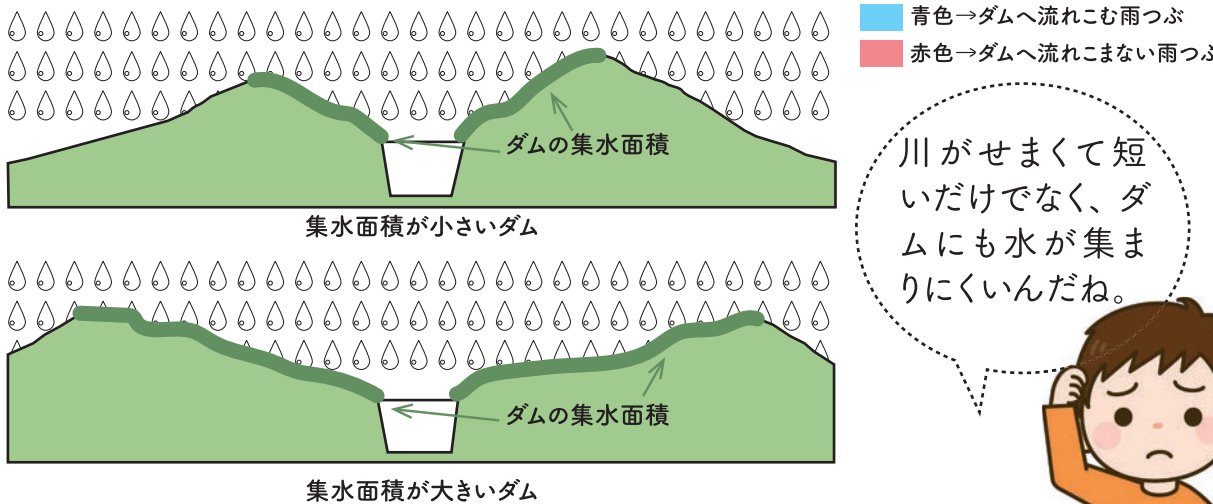 青色→ダムへ流れこむ雨つぶ
赤色→ダムへ流れこまない雨つぶ
ダムの集水面積
集水面積が小さいダム
川がせまくて短
いだけでなく、ダ
ムにも水が集ま
りにくいんだね。
ダムの集水面積
集水面積が大きいダム